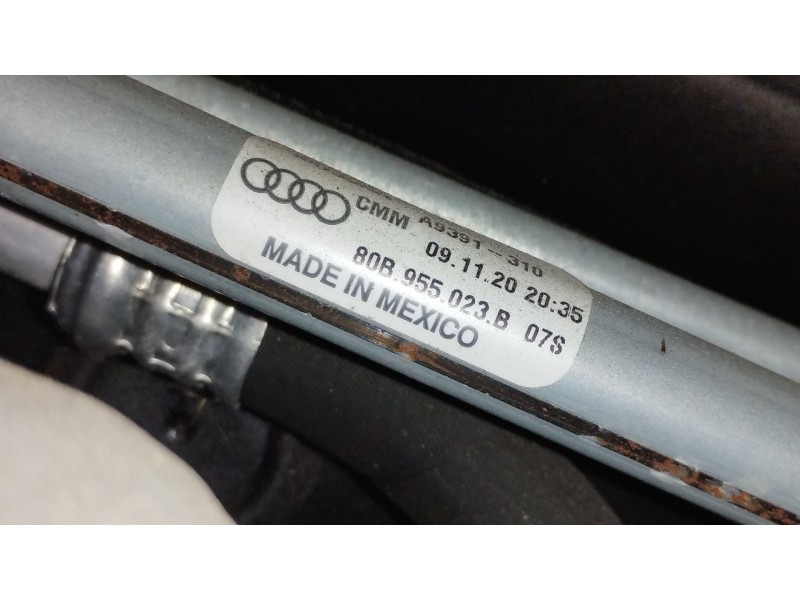 CMM A9391-310
09.11.20 20:35
80B.955.023.B 07S
MADE IN MEXICO